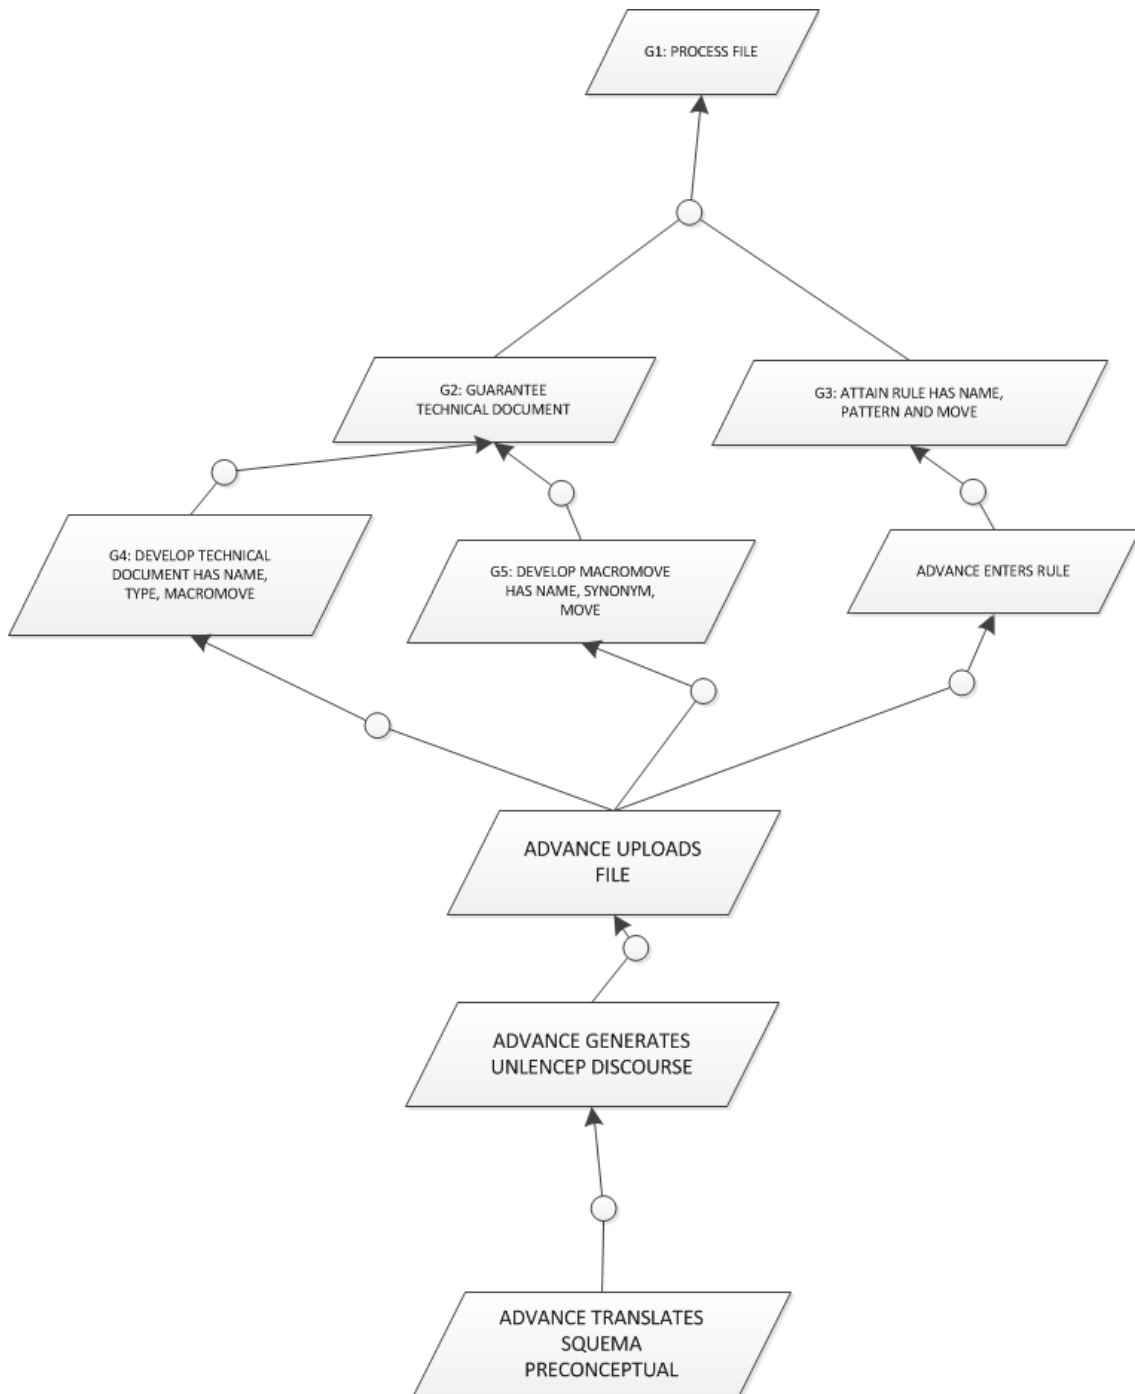 G1: PROCESS FILE
G2: GUARANTEE
TECHNICAL DOCUMENT
G3: ATTAIN RULE HAS NAME,
PATTERN AND MOVE
G4: DEVELOP TECHNICAL
DOCUMENT HAS NAME,
TYPE, MACROMOVE
G5: DEVELOP MACROMOVE
HAS NAME, SYNONYM,
MOVE
ADVANCE ENTERS RULE
ADVANCE UPLOADS
FILE
ADVANCE GENERATES
UNLENCEP DISCOURSE
ADVANCE TRANSLATES
SQUEMA
PRECONCEPTUAL